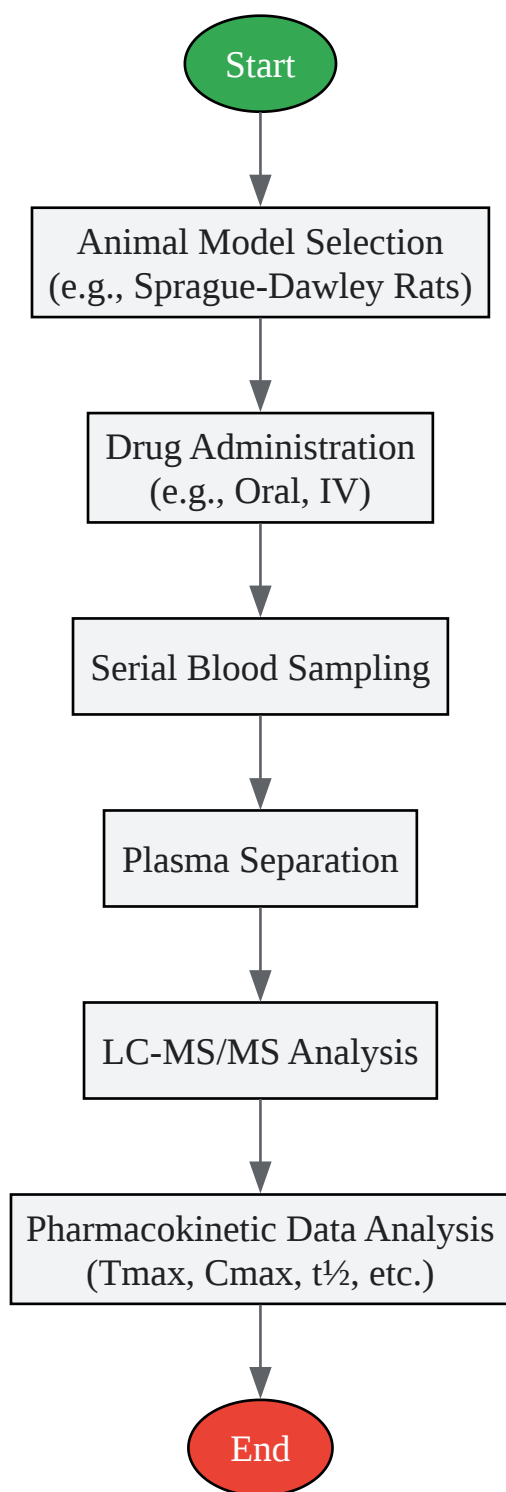 Start
Animal Model Selection
(e.g., Sprague-Dawley Rats)
Drug Administration
(e.g., Oral, IV)
Serial Blood Sampling
Plasma Separation
LC-MS/MS Analysis
Pharmacokinetic Data Analysis
(Tmax, Cmax, t½, etc.)
End